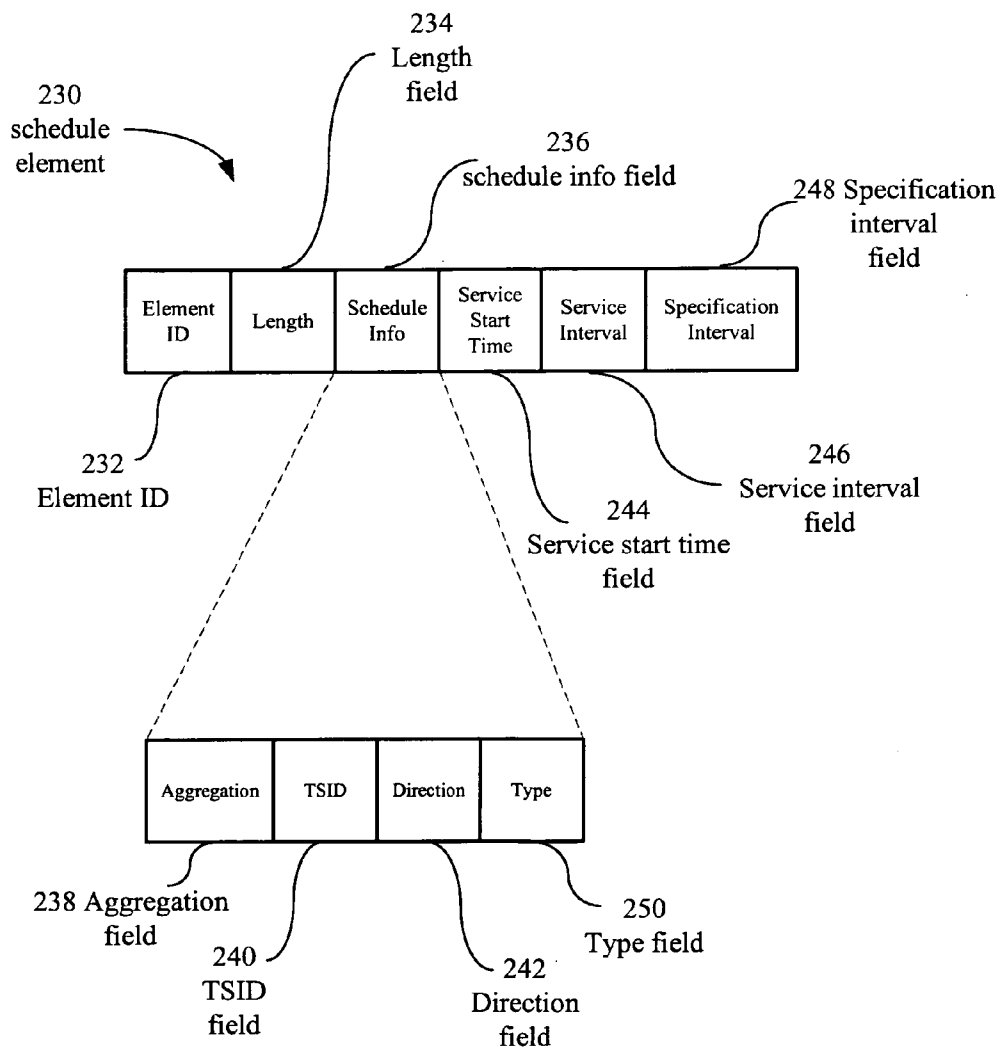 234
Length
field
230
schedule
element
236
schedule info field
248 Specification
interval
field
Element
ID
Length
Schedule
Info
Service
Start
Time
Service
Interval
Specification
Interval
232
Element ID
246
Service interval
field
244
Service start time
field
Aggregation
TSID
Direction
Type
238 Aggregation
field
250
Type field
240
TSID
field
242
Direction
field